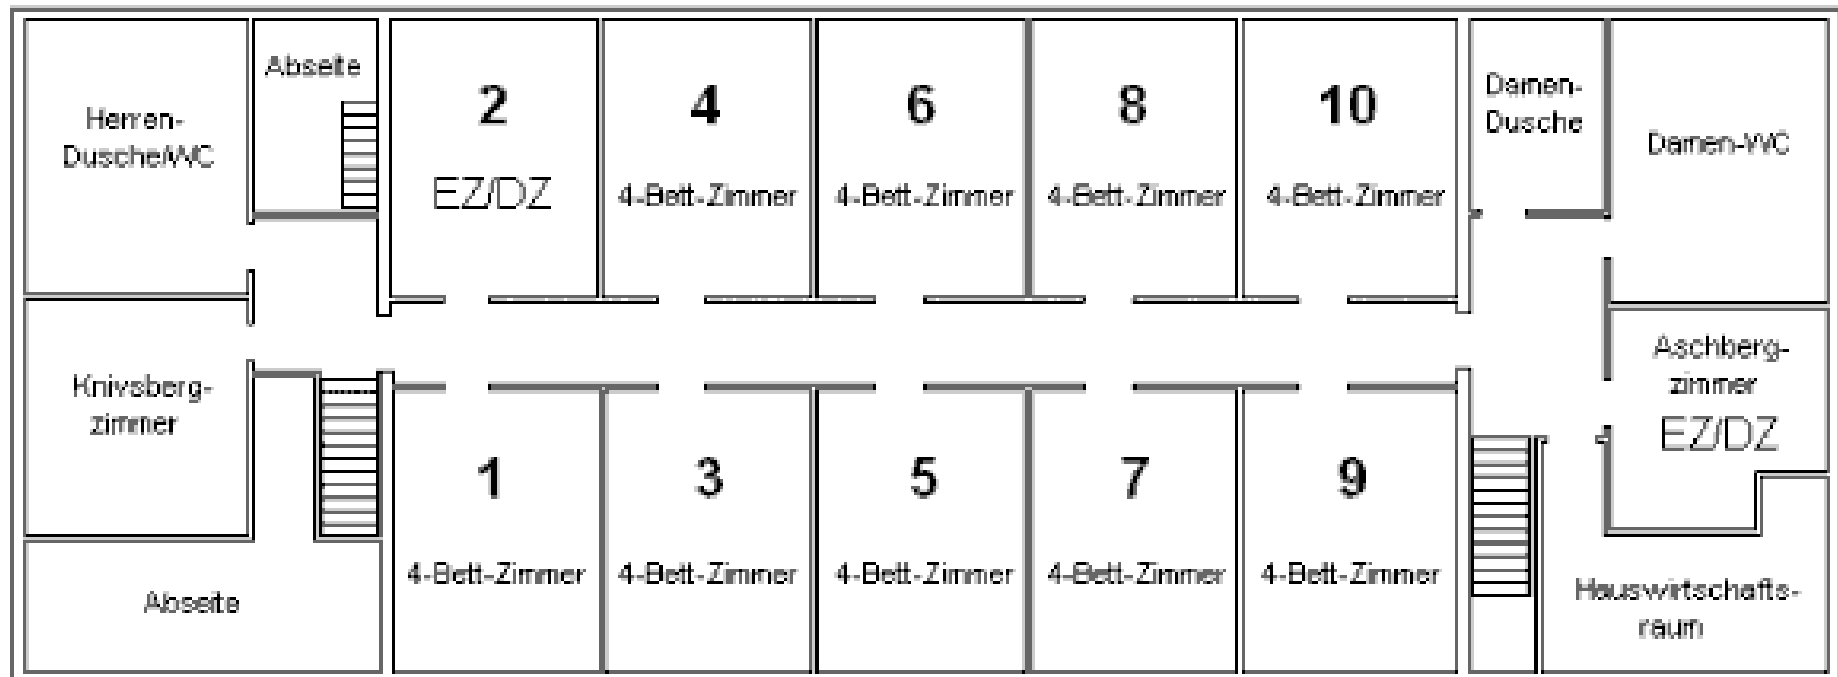 Herren-
Dusche/WC
Abseite
2
EZ/DZ
4
4-Bett-Zimmer
6
4-Bett-Zimmer
8
4-Bett-Zimmer
10
4-Bett-Zimmer
Damen-
Dusche
Damen-WC
Knivsberg-
zimmer
Abseite
1
4-Bett-Zimmer
3
4-Bett-Zimmer
5
4-Bett-Zimmer
7
4-Bett-Zimmer
9
4-Bett-Zimmer
Aschberg-
zimmer
EZ/DZ
Hauswirtschafts-
raum